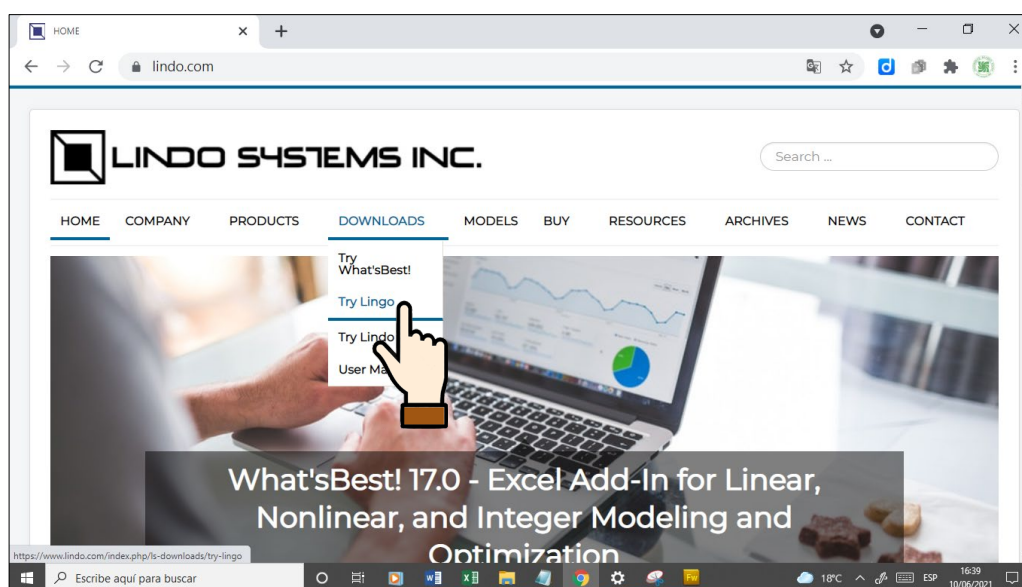 HOME
lindo.com
LINDO SYSTEMS INC.
Search ...
HOME COMPANY PRODUCTS DOWNLOADS MODELS BUY RESOURCES ARCHIVES NEWS CONTACT
Try
What'sBest!
Try Lingo
Try Lindo
User Ma
What'sBest! 17.0 - Excel Add-In for Linear,
Nonlinear, and Integer Modeling and
Optimization
https://www.lindo.com/index.php/ls-downloads/try-lingo
Escribe aquí para buscar
Fw
18°C
ESP
16:39
10/06/2021